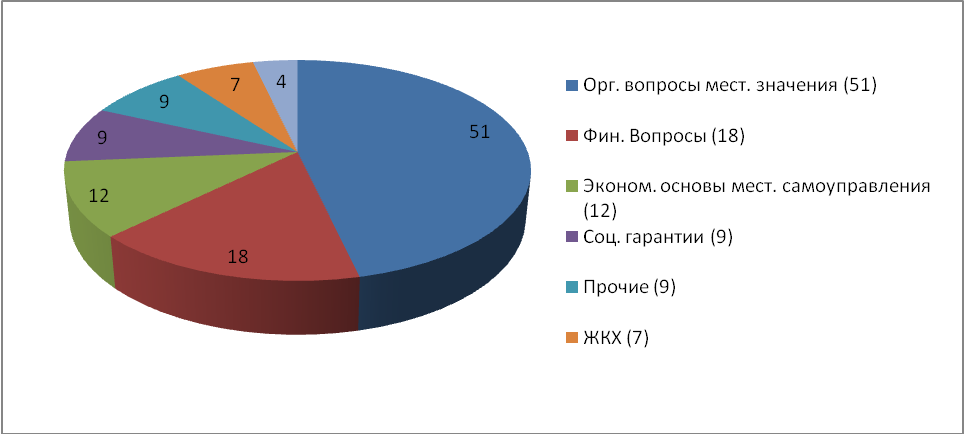 4
7
9
9
12
18
51
Орг. вопросы мест. значения (51)
Фин. Вопросы (18)
Эконом. основы мест. самоуправления
(12)
Соц. гарантии (9)
Прочие (9)
ЖКХ (7)